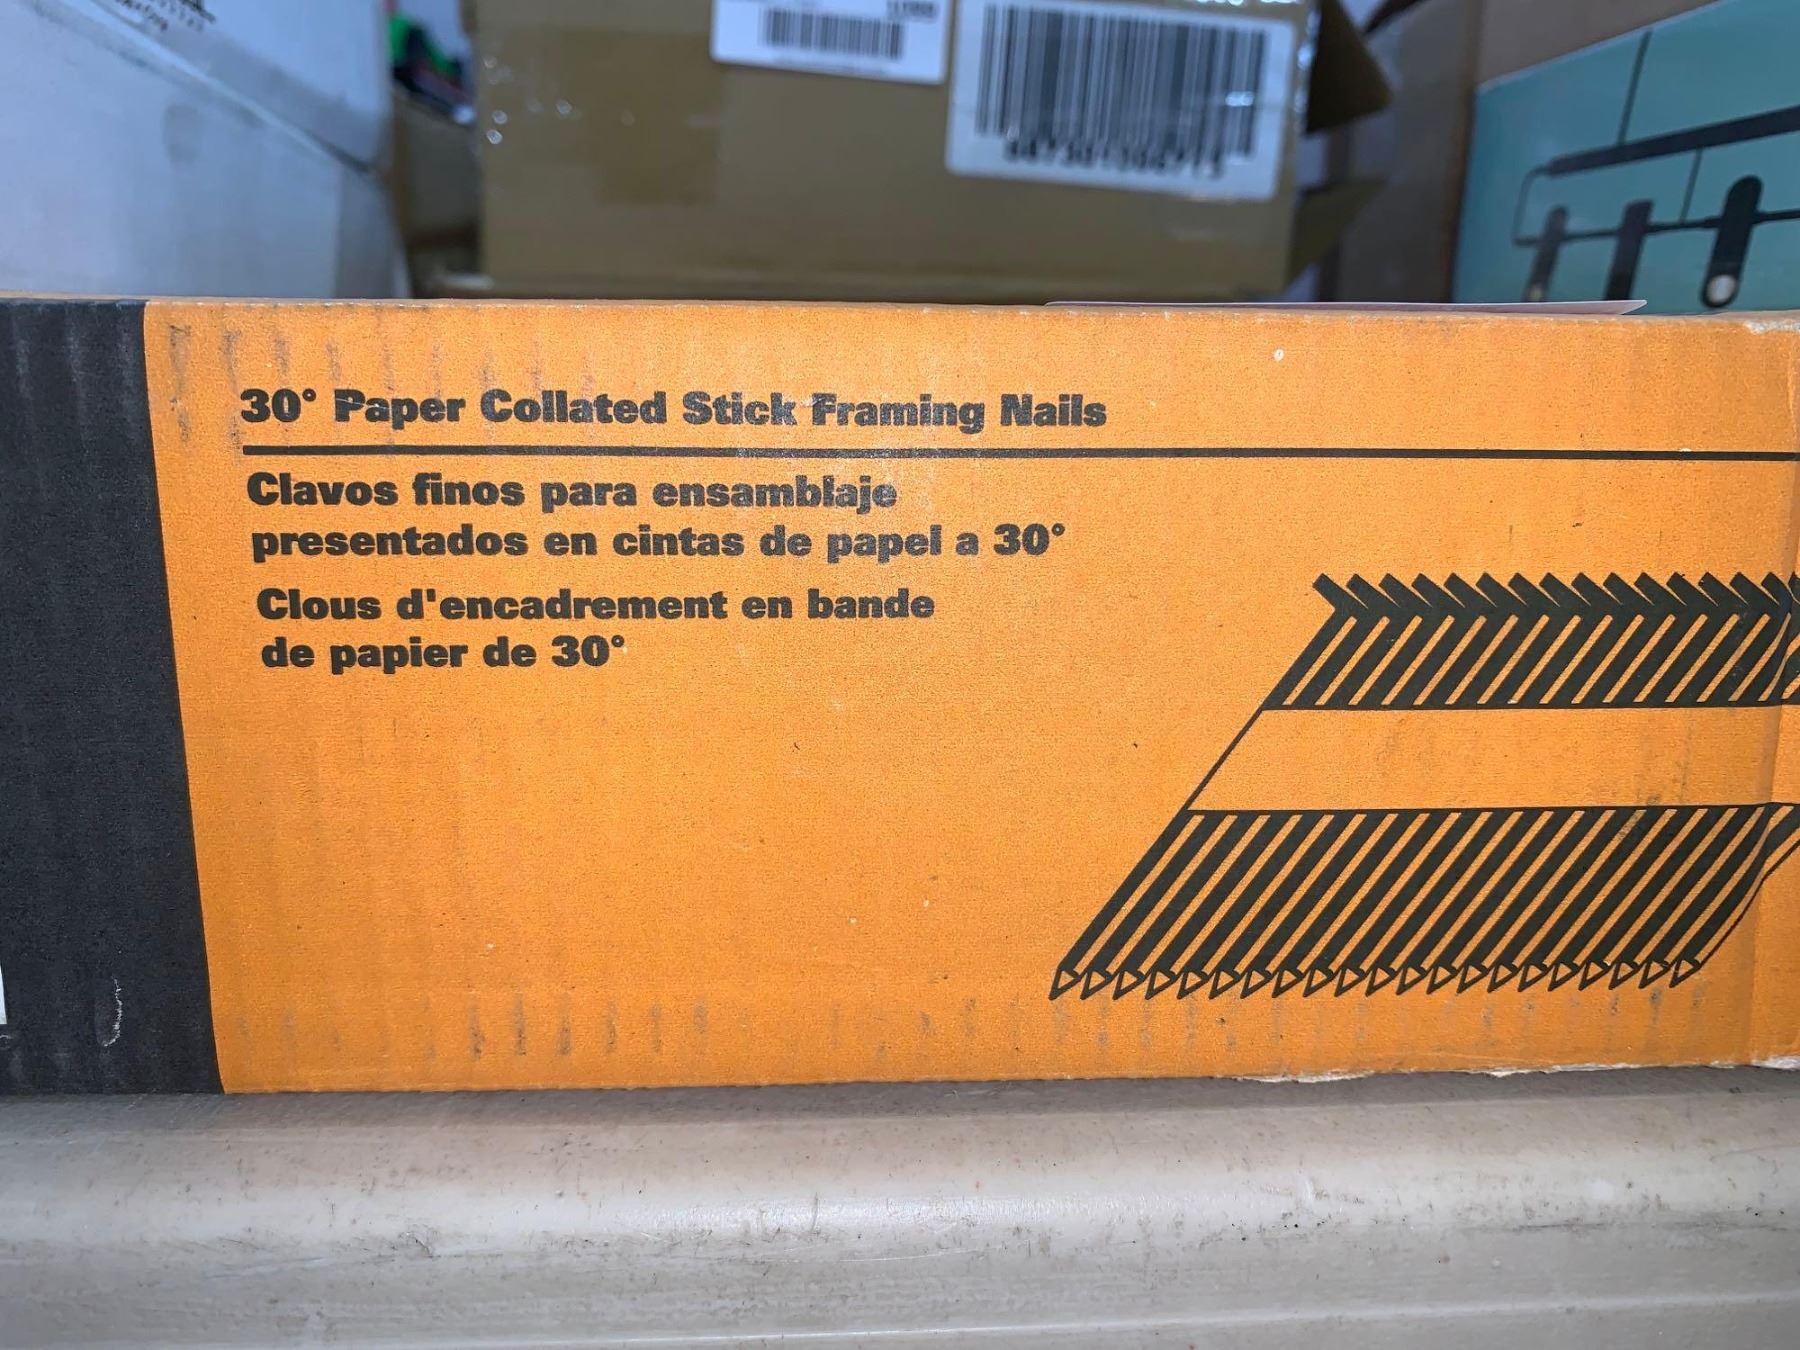 30° Paper Collated Stick Framing Nails
Clavos finos para ensamblaje
presentados en cintas de papel a 30°
Clous d'encadrement en bande
de papier de 30°